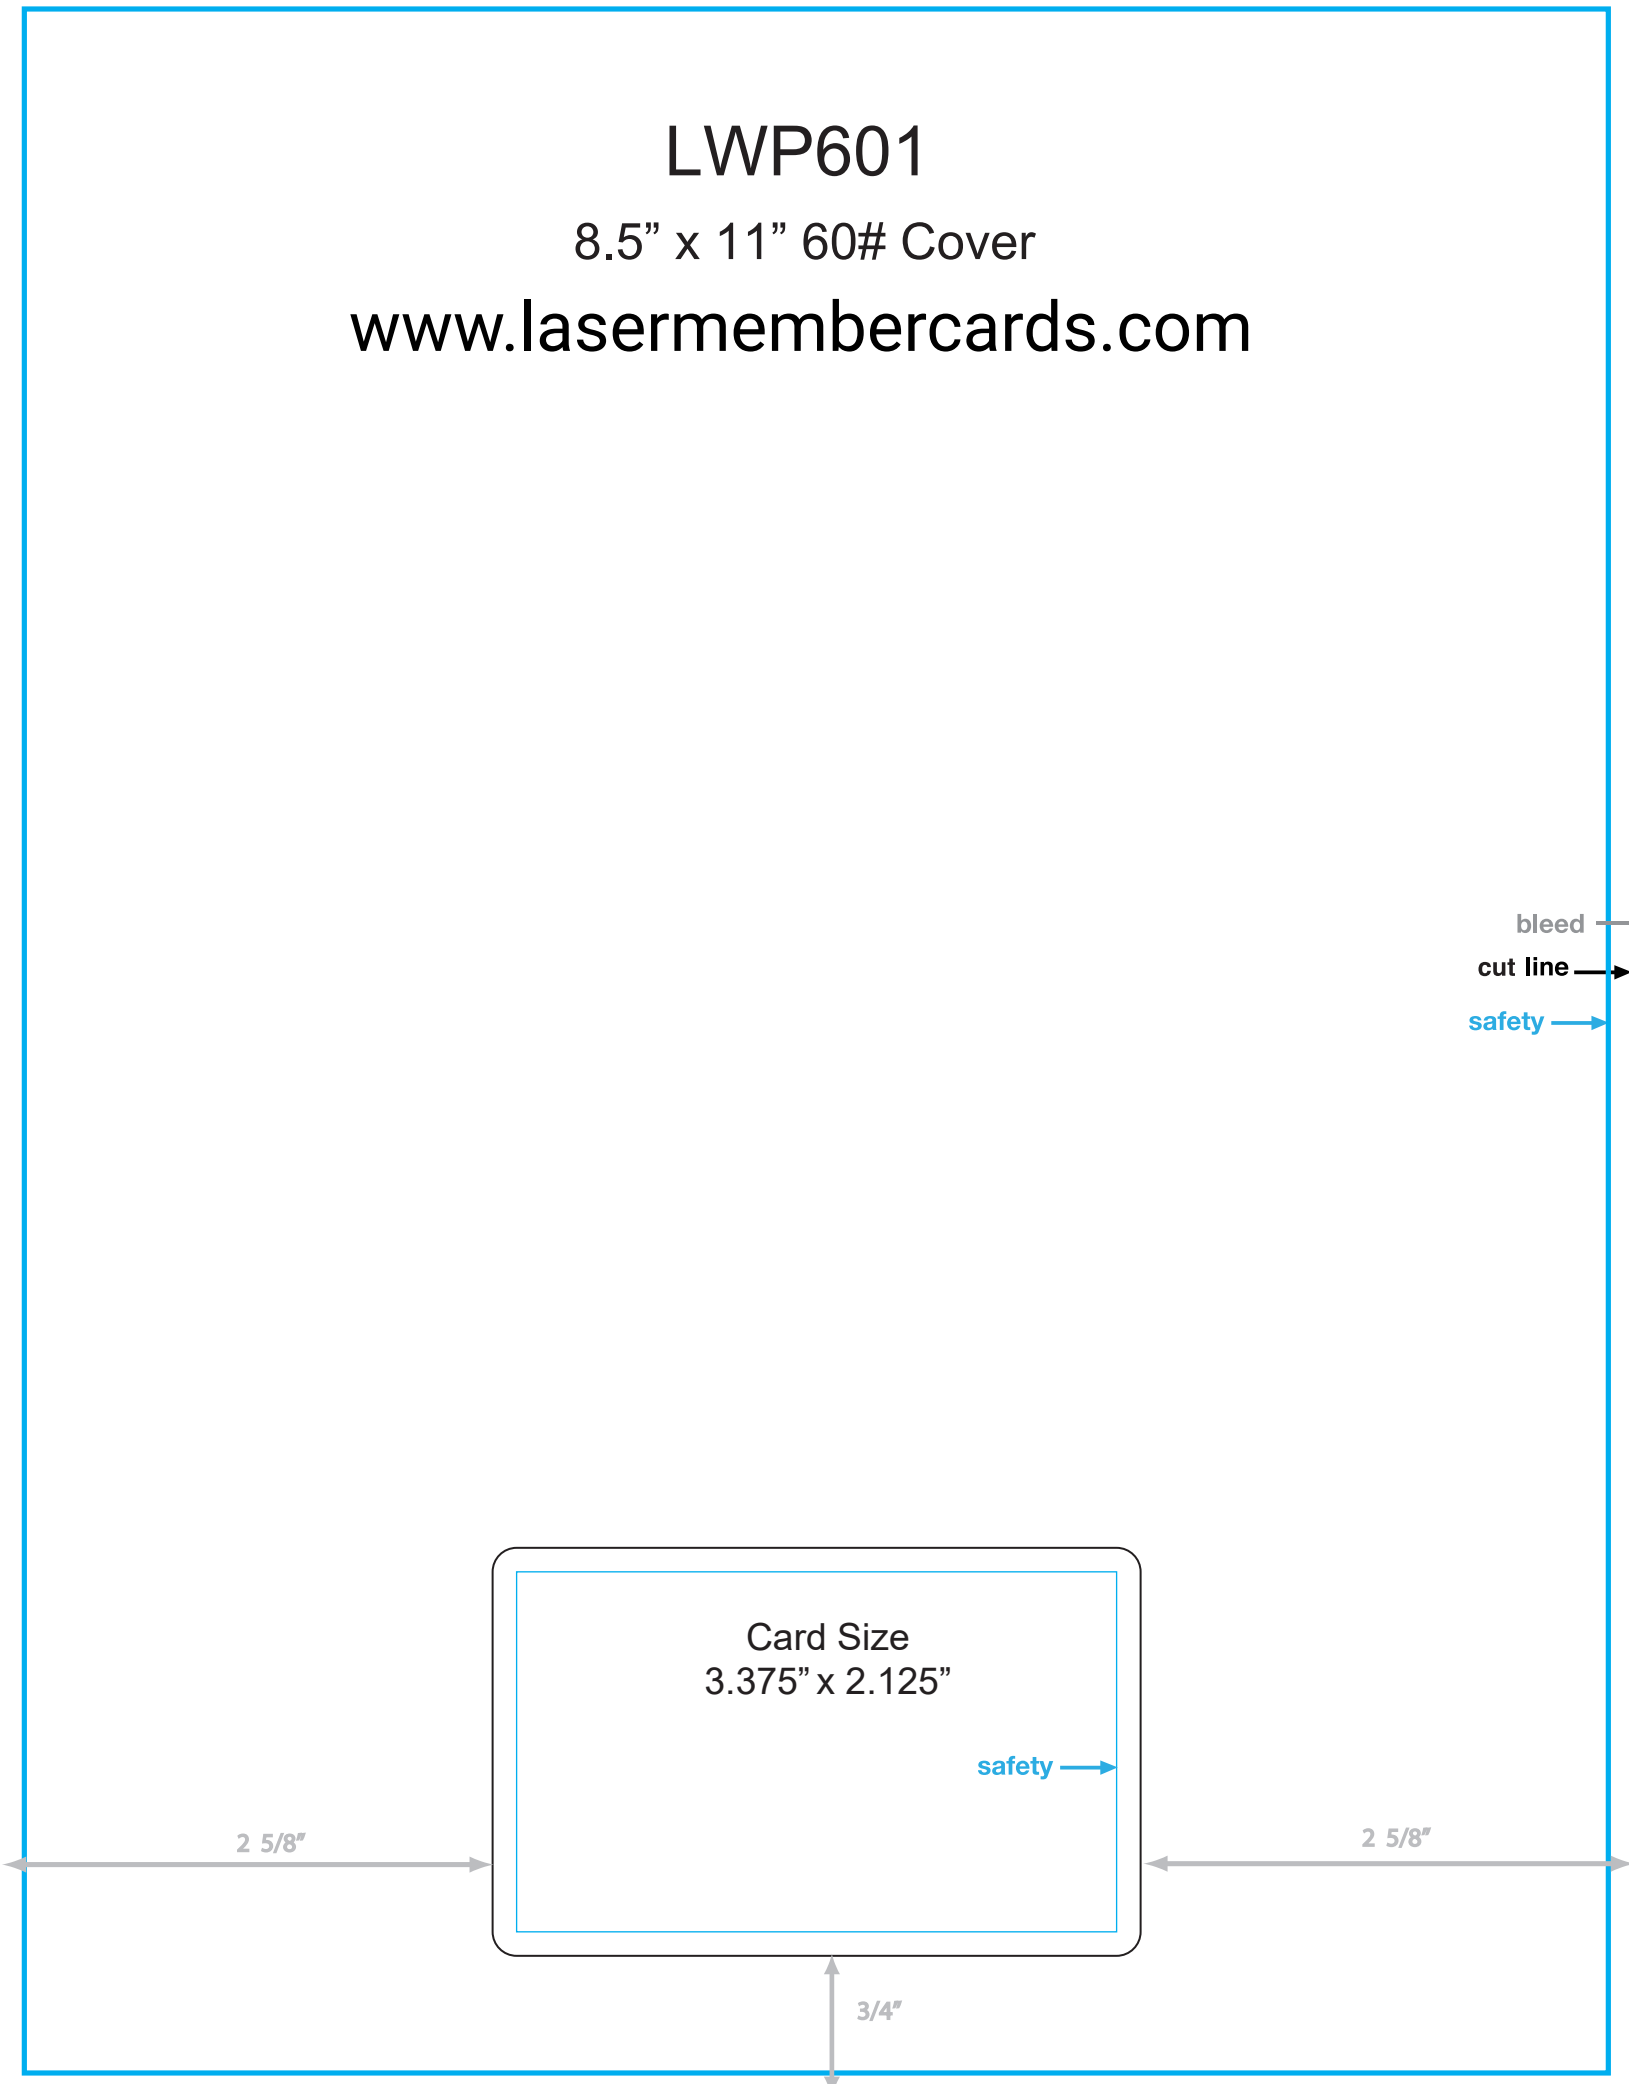 LWP601
8.5” x 11” 60# Cover
www.lasermembercards.com
bleed
cut line
safety
Card Size
3.375” x 2.125”
safety
2 5/8"
2 5/8"
3/4"